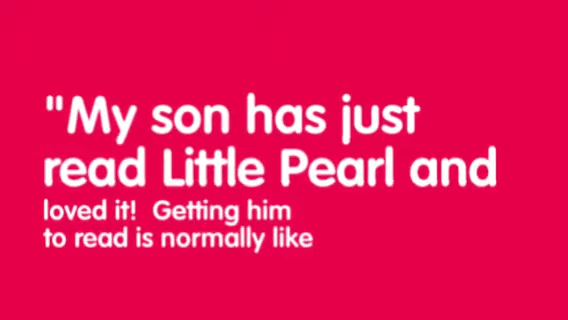 "My son has just
read Little Pearl and
loved it!  Getting him
to read is normally like